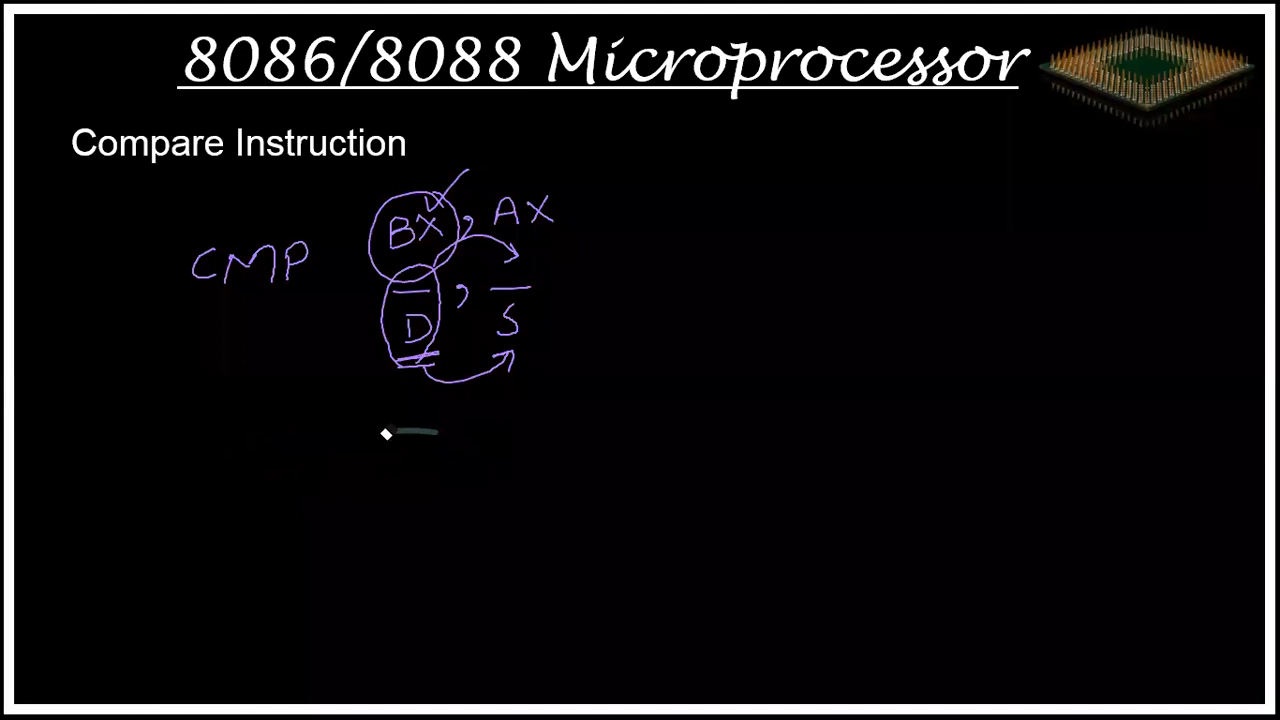 8086/8088 Microprocessor
Compare Instruction
BX, AX
CMP
— , —
D S